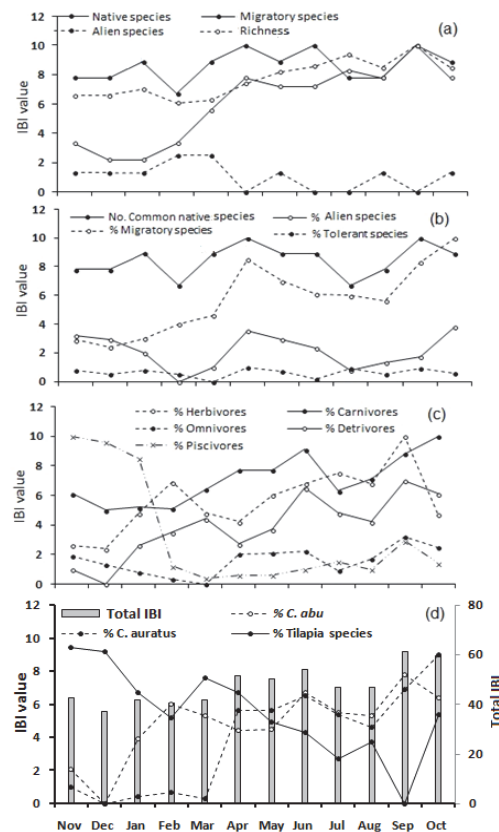 Native species Migratory species (a)
Alien species Richness
IBI value
12
10
8
6
4
2
0
No. Common native species % Alien species (b)
% Migratory species % Tolerant species
IBI value
12
10
8
6
4
2
0
% Herbivores % Carnivores (c)
% Omnivores % Detrivores
% Piscivores
IBI value
12
10
8
6
4
2
0
Total IBI % C. abu (d)
% C. auratus % Tilapia species
IBI value
12
10
8
6
4
2
0
80
60
40
20
0
Total IBI
Nov Dec Jan Feb Mar Apr May Jun Jul Aug Sep Oct